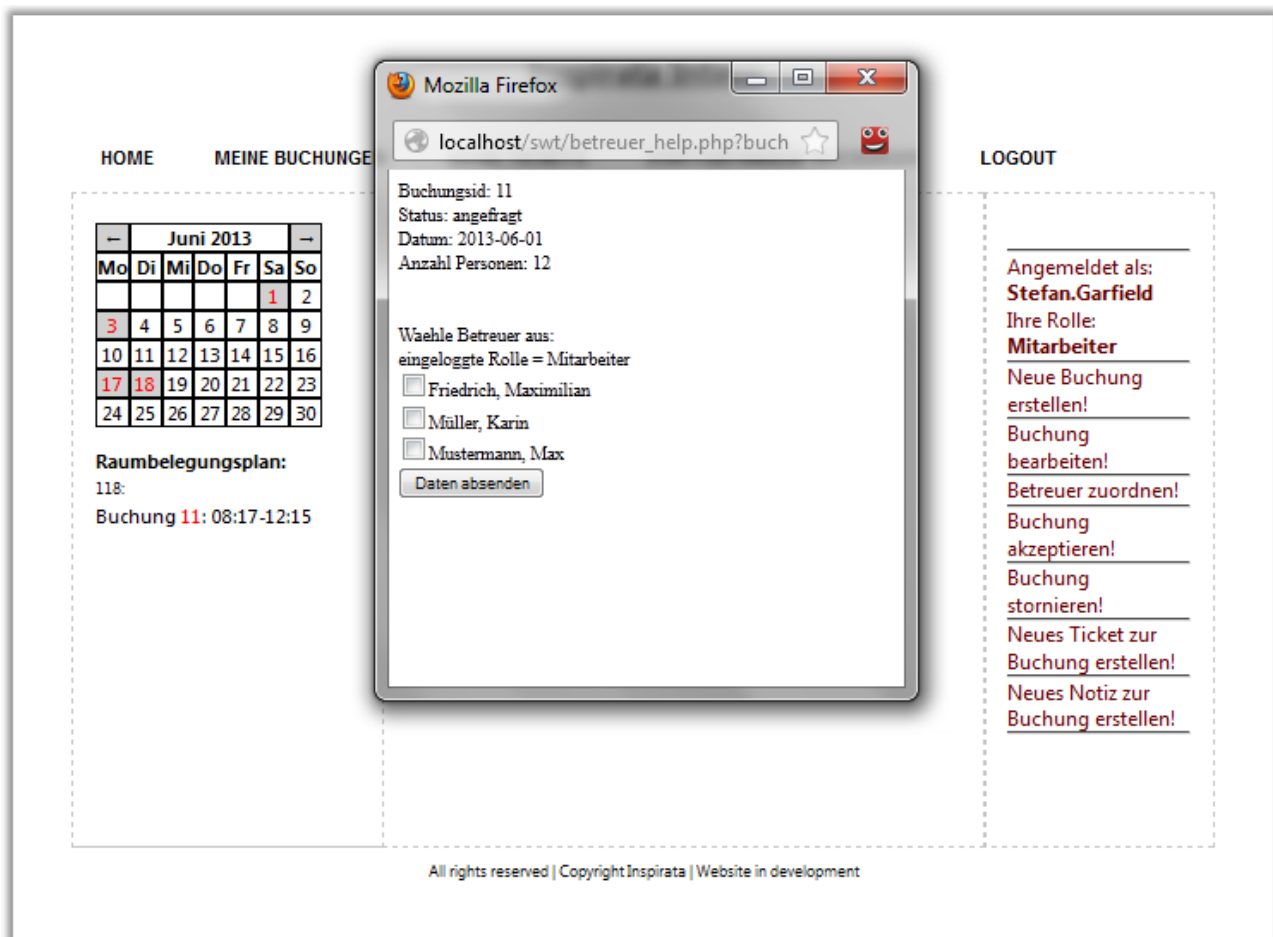 Mozilla Firefox
localhost/swt/betreuer_help.php?buch
HOME
MEINE BUCHUNGE
LOGOUT
← Juni 2013 →
Mo Di Mi Do Fr Sa So
1 2
3 4 5 6 7 8 9
10 11 12 13 14 15 16
17 18 19 20 21 22 23
24 25 26 27 28 29 30
Raumbelegungsplan:
118:
Buchung 11: 08:17-12:15
Buchungsid: 11
Status: angefragt
Datum: 2013-06-01
Anzahl Personen: 12
Waehle Betreuer aus:
eingeloggte Rolle = Mitarbeiter
Friedrich, Maximilian
Müller, Karin
Mustermann, Max
Daten absenden
Angemeldet als:
Stefan.Garfield
Ihre Rolle:
Mitarbeiter
Neue Buchung
erstellen!
Buchung
bearbeiten!
Betreuer zuordnen!
Buchung
akzeptieren!
Buchung
stornieren!
Neues Ticket zur
Buchung erstellen!
Neues Notiz zur
Buchung erstellen!
All rights reserved | Copyright Inspirata | Website in development